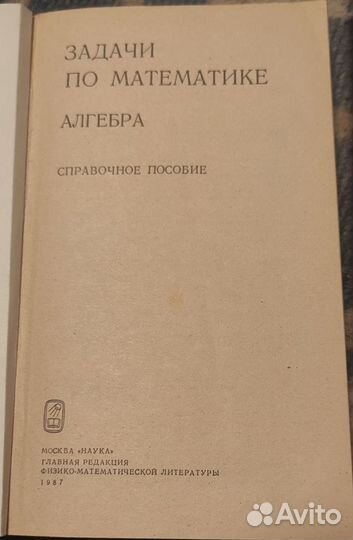 ЗАДАЧИ
ПО МАТЕМАТИКЕ
АЛГЕБРА
СПРАВОЧНОЕ ПОСОБИЕ
МОСКВА «НАУКА»
ГЛАВНАЯ РЕДАКЦИЯ
ФИЗИКО-МАТЕМАТИЧЕСКОЙ ЛИТЕРАТУРЫ
1987
Avito